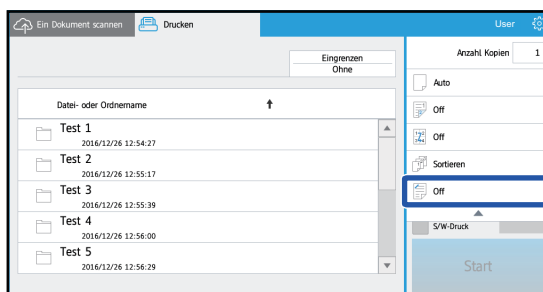 Ein Dokument scannen
Drucken
User
Eingrenzen
Ohne
Datei- oder Ordnername
Test 1
2016/12/26 12:54:27
Test 2
2016/12/26 12:55:17
Test 3
2016/12/26 12:55:39
Test 4
2016/12/26 12:56:00
Test 5
2016/12/26 12:56:29
Anzahl Kopien 1
Auto
Off
Off
Sortieren
Off
S/W-Druck
Start